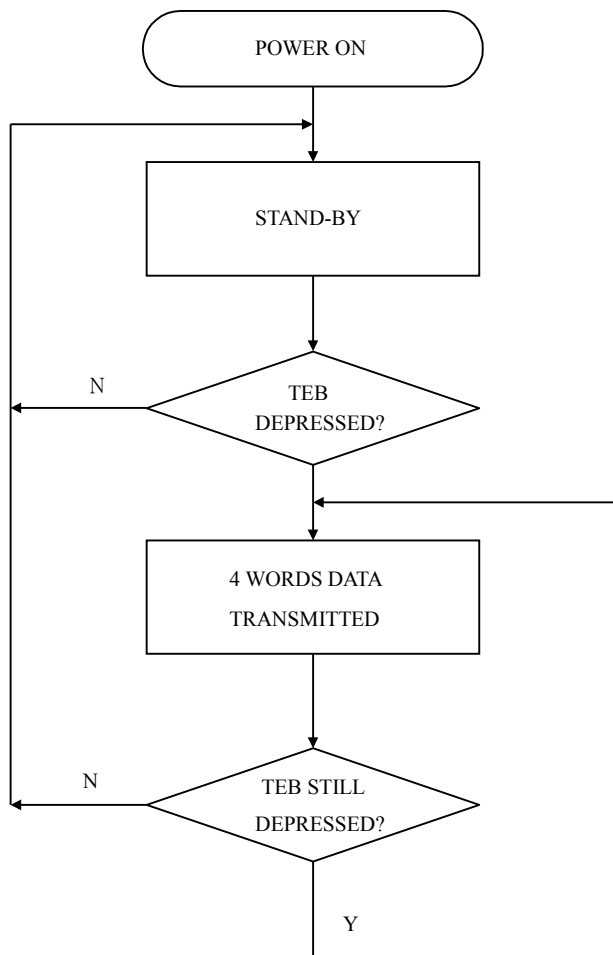 POWER ON
STAND-BY
N
TEB
DEPRESSED?
4 WORDS DATA
TRANSMITTED
N
TEB STILL
DEPRESSED?
Y